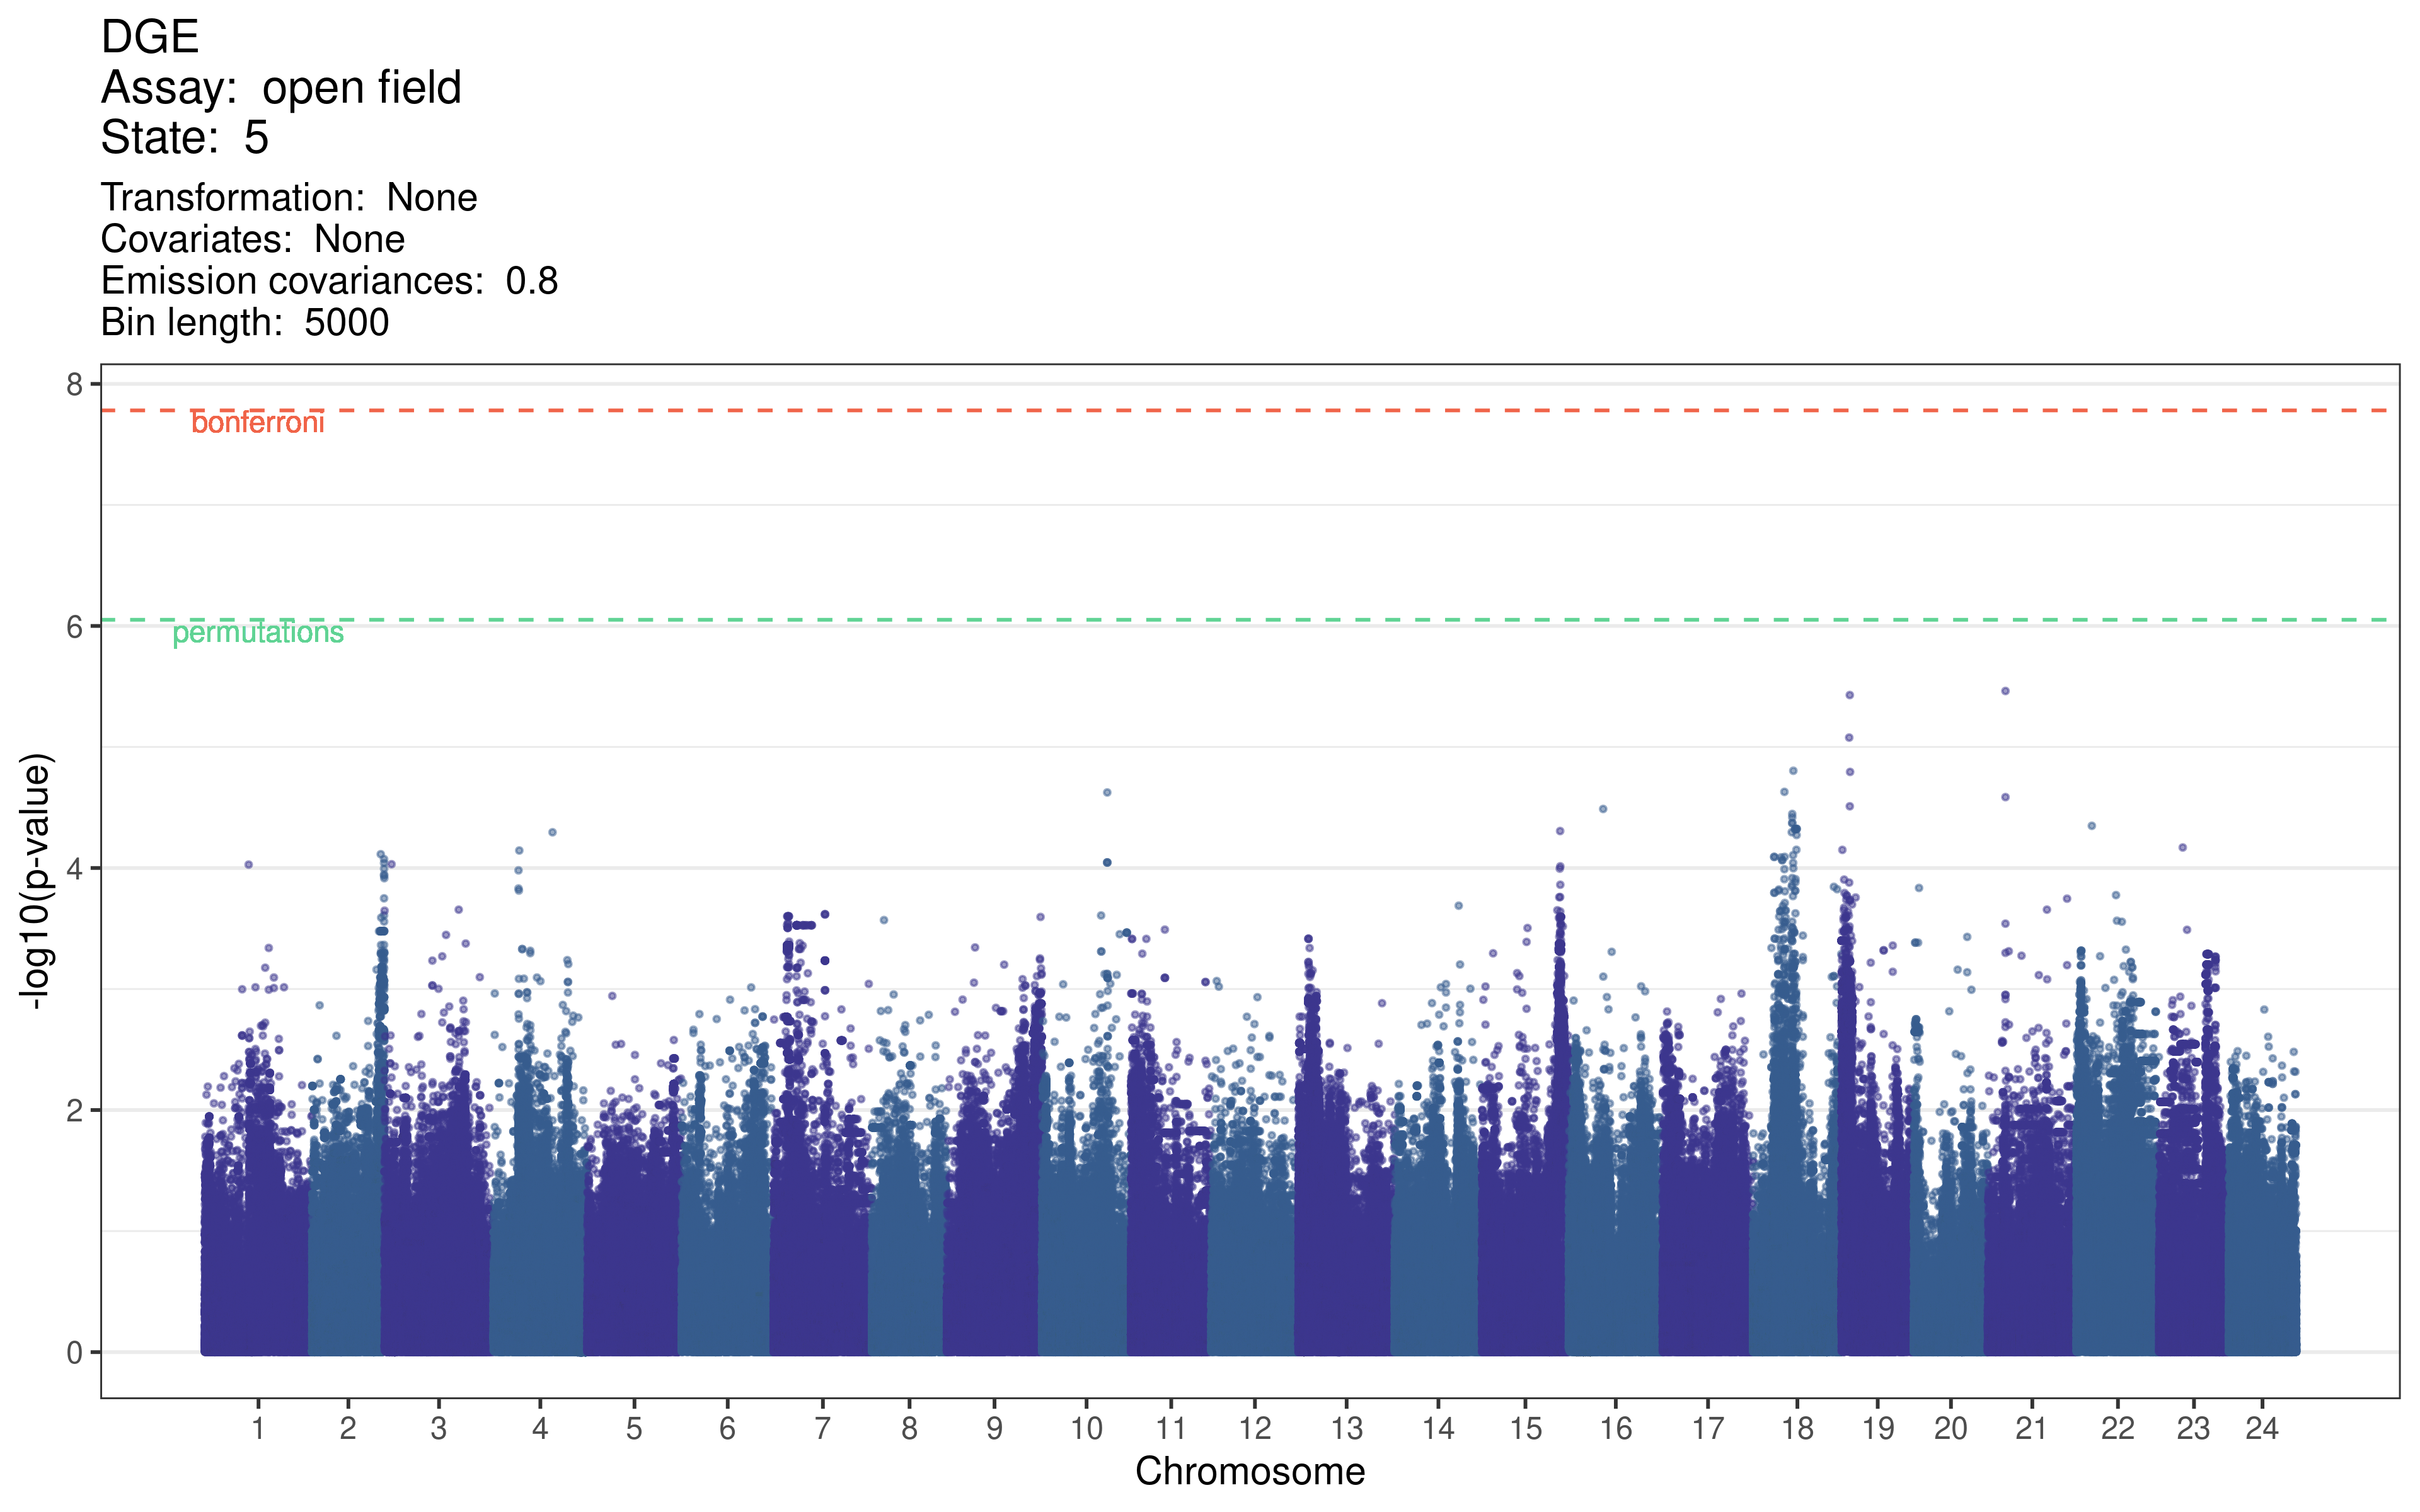 DGE
Assay:  open field
State:  5
Transformation:  None
Covariates:  None
Emission covariances:  0.8
Bin length:  5000
8
bonferroni
6
permutations
4
2
0
-log10(p-value)
1 2 3 4 5 6 7 8 9 10 11 12 13 14 15 16 17 18 19 20 21 22 23 24
Chromosome